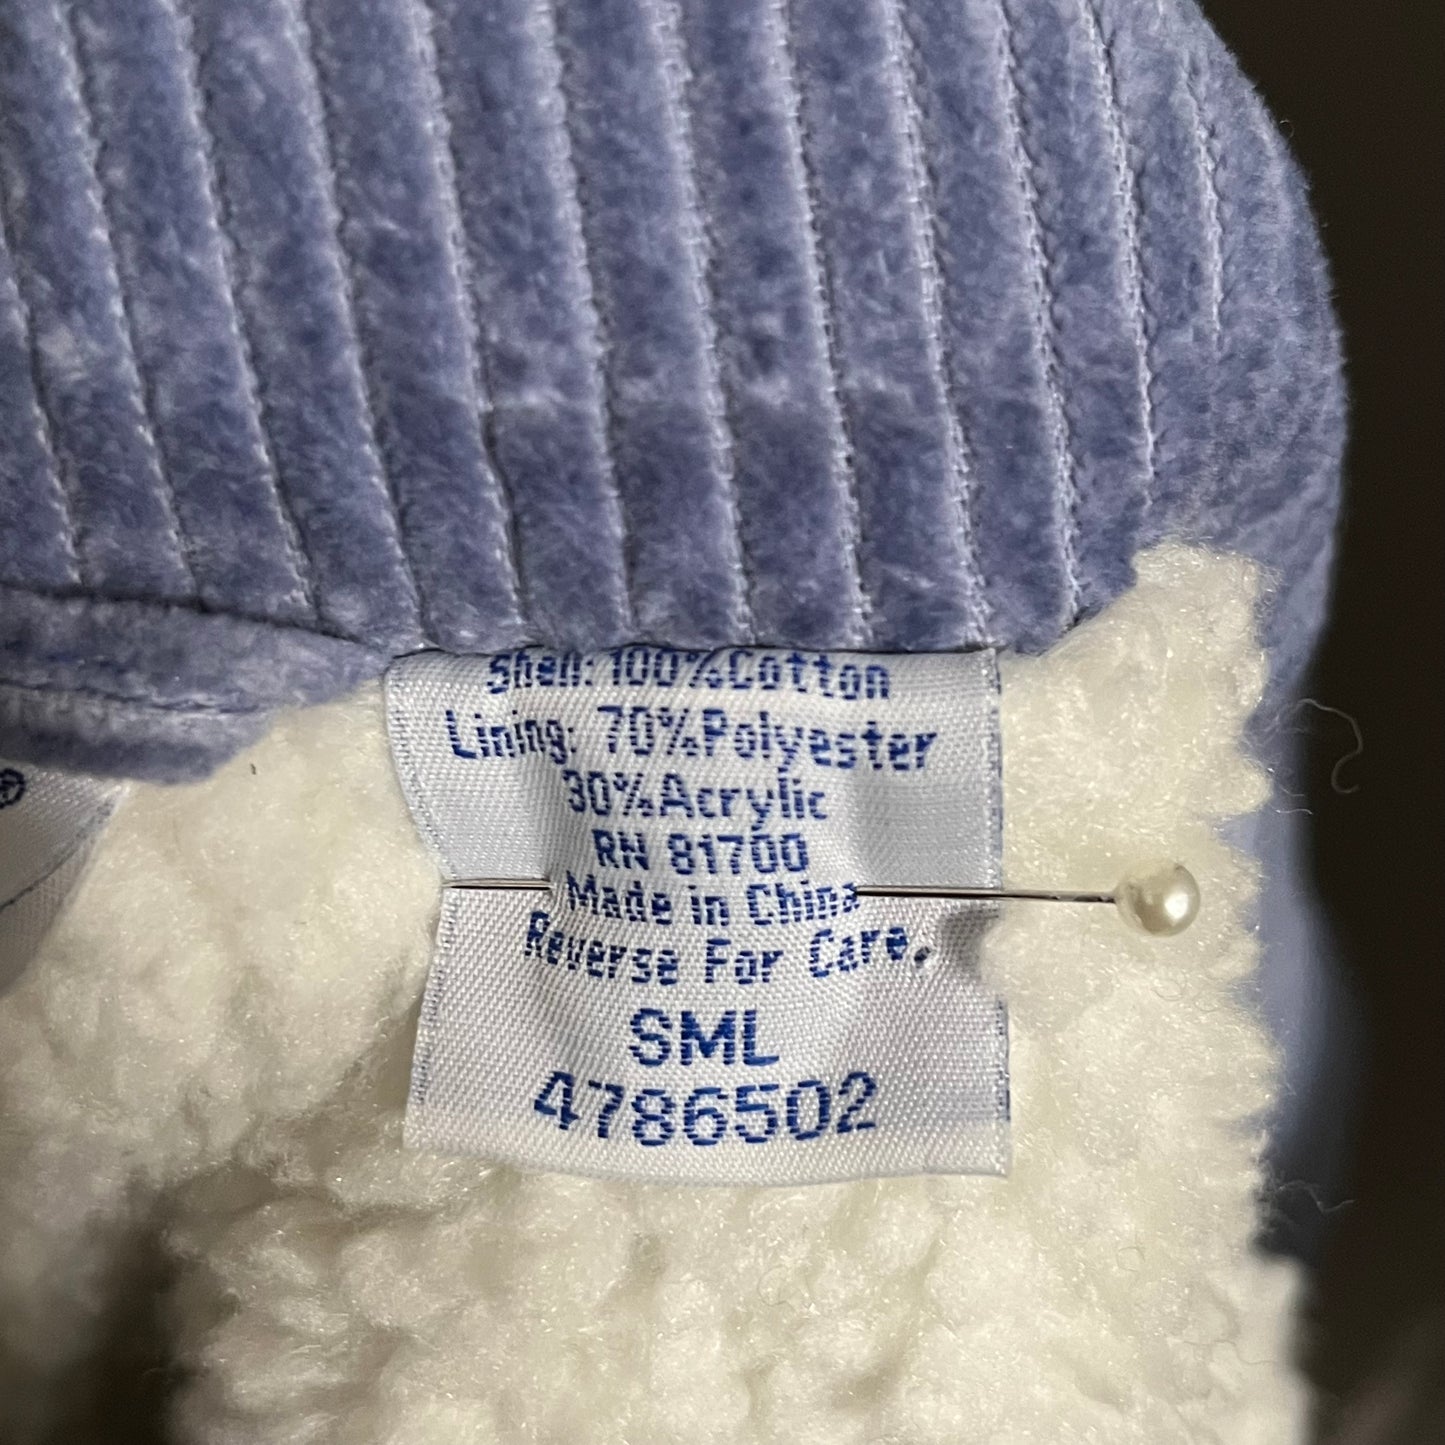 Shell: 100%Cotton
Lining: 70%Polyester
30%Acrylic
RN 81700
Made in China
Reverse For Care.
SML
4786502
®